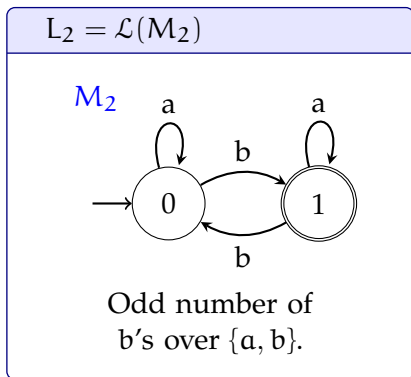 L₂ = ℒ(M₂)
M₂
a
a
b
0
1
b
Odd number of
b's over {a, b}.